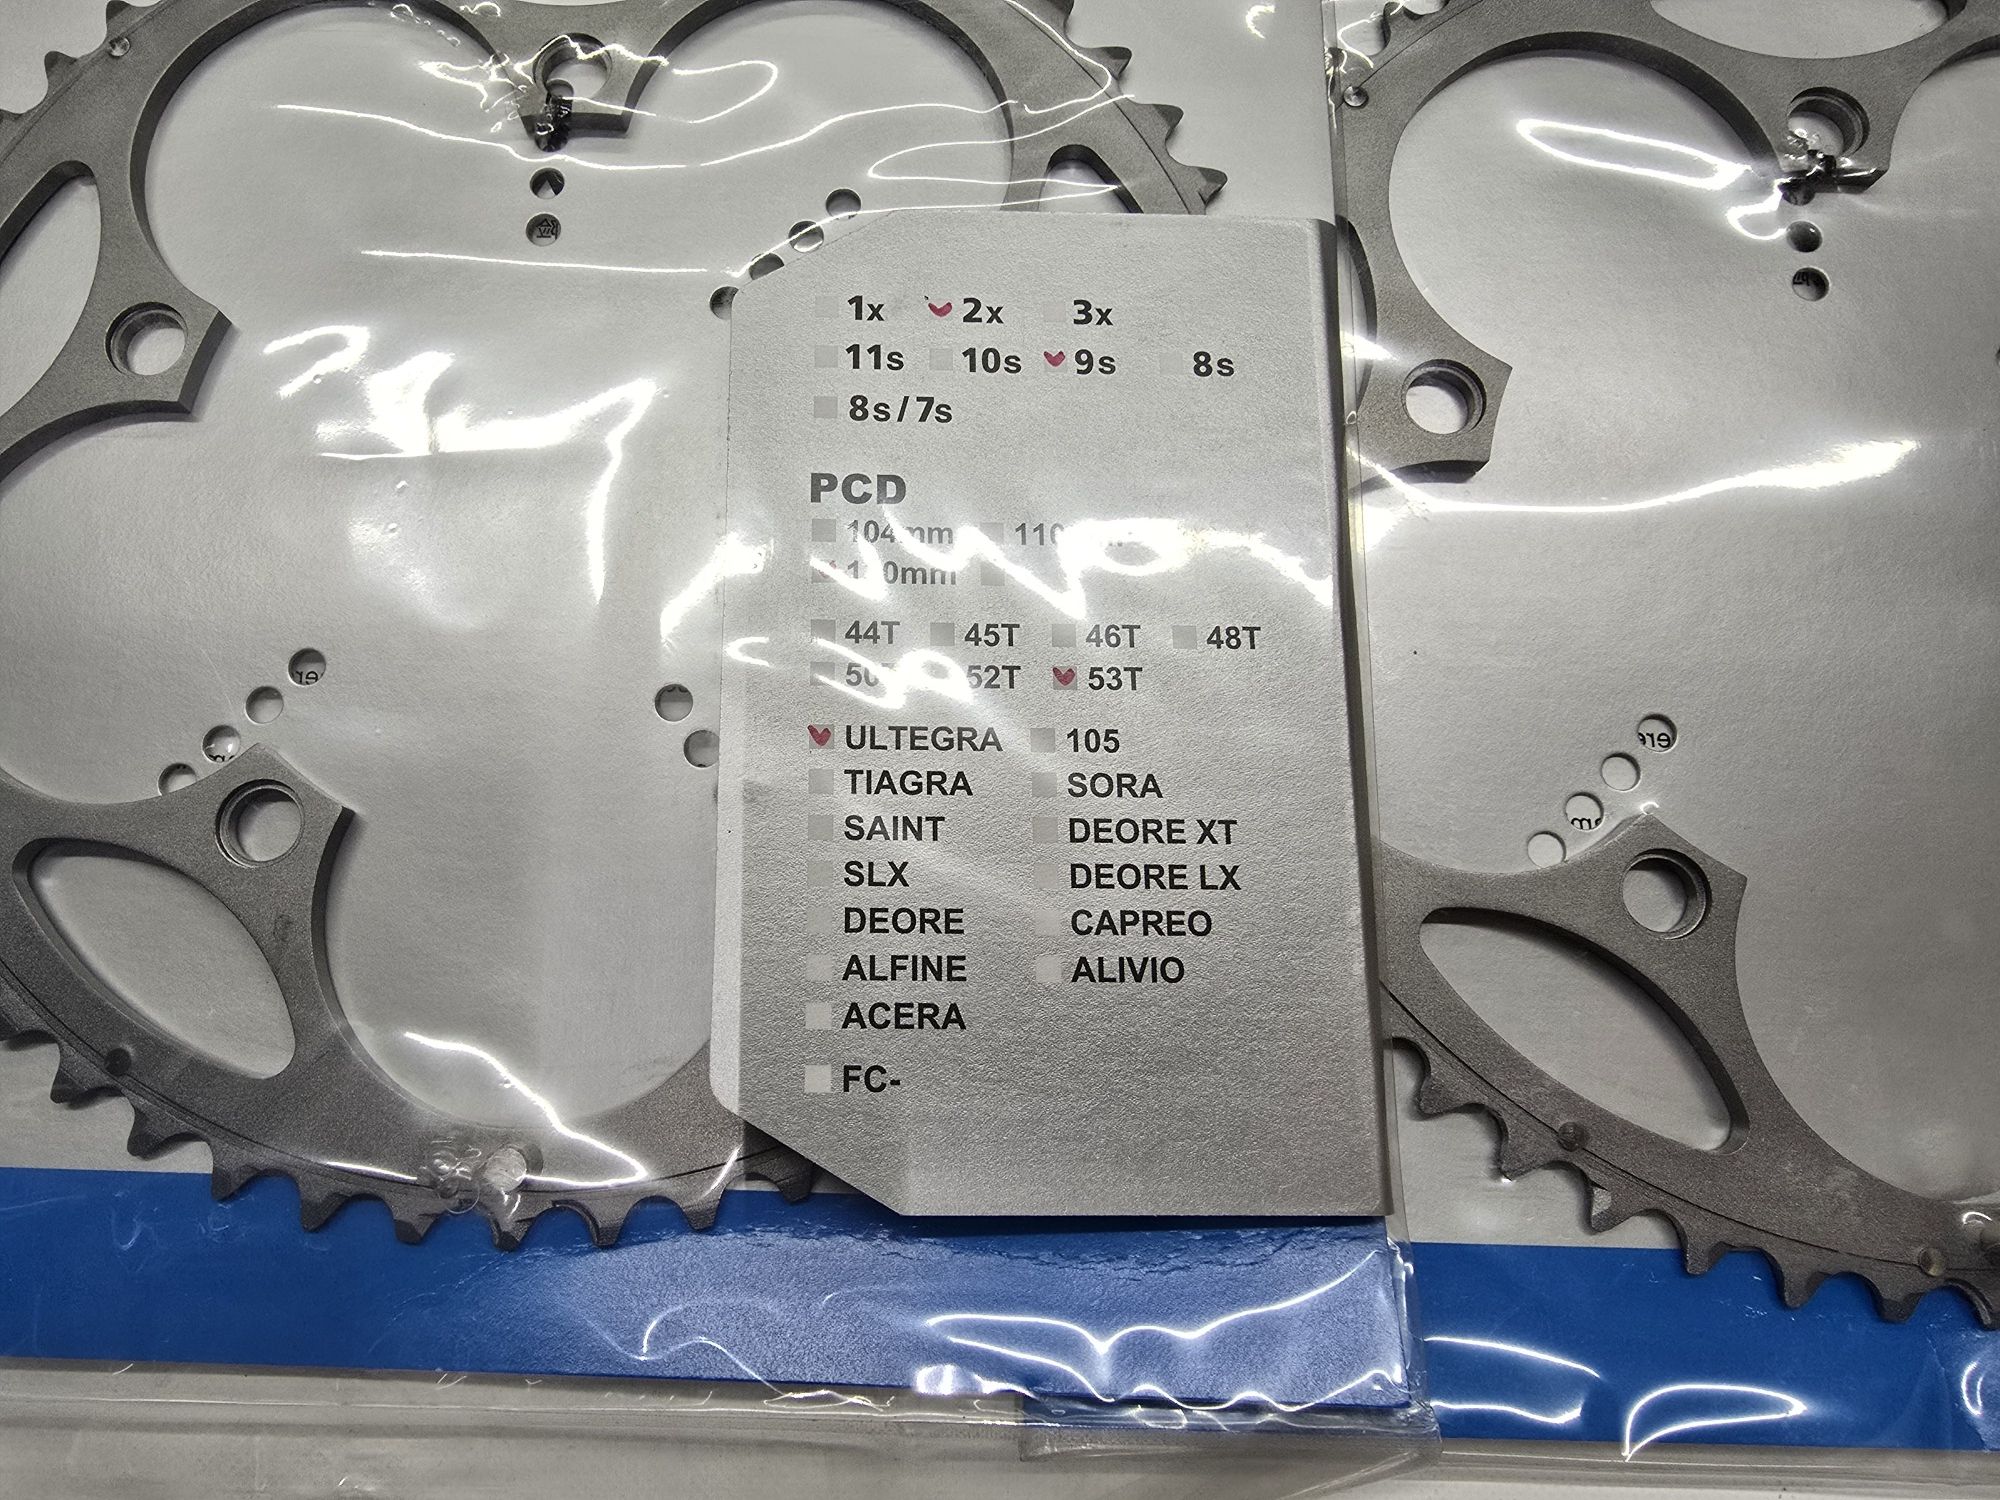 1x 2x 3x
11s 10s 9s 8s
8s/7s
PCD
104mm
44T 45T 46T 48T
52T 53T
ULTEGRA 105
TIAGRA SORA
SAINT DEORE XT
SLX DEORE LX
DEORE CAPREO
ALFINE ALIVIO
ACERA
FC-